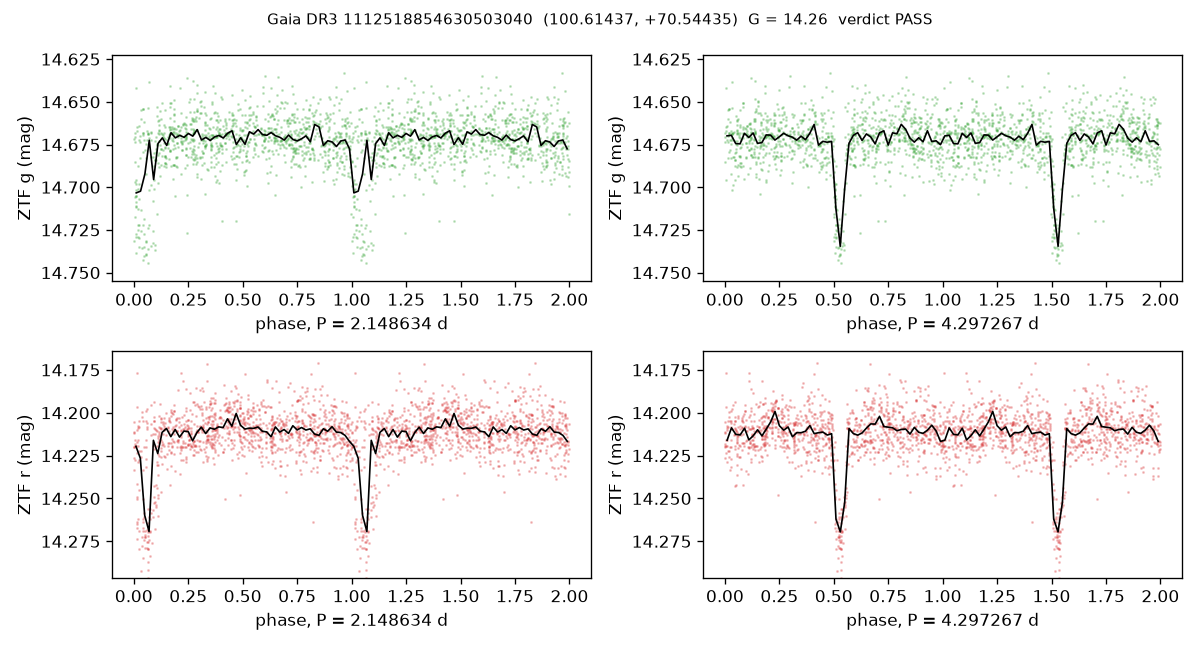 Gaia DR3 1112518854630503040 (100.61437, +70.54435) G = 14.26 verdict PASS
ZTF g (mag)
14.625
14.650
14.675
14.700
14.725
14.750
0.00 0.25 0.50 0.75 1.00 1.25 1.50 1.75 2.00
phase, P = 2.148634 d
ZTF g (mag)
14.625
14.650
14.675
14.700
14.725
14.750
0.00 0.25 0.50 0.75 1.00 1.25 1.50 1.75 2.00
phase, P = 4.297267 d
ZTF r (mag)
14.175
14.200
14.225
14.250
14.275
0.00 0.25 0.50 0.75 1.00 1.25 1.50 1.75 2.00
phase, P = 2.148634 d
ZTF r (mag)
14.175
14.200
14.225
14.250
14.275
0.00 0.25 0.50 0.75 1.00 1.25 1.50 1.75 2.00
phase, P = 4.297267 d